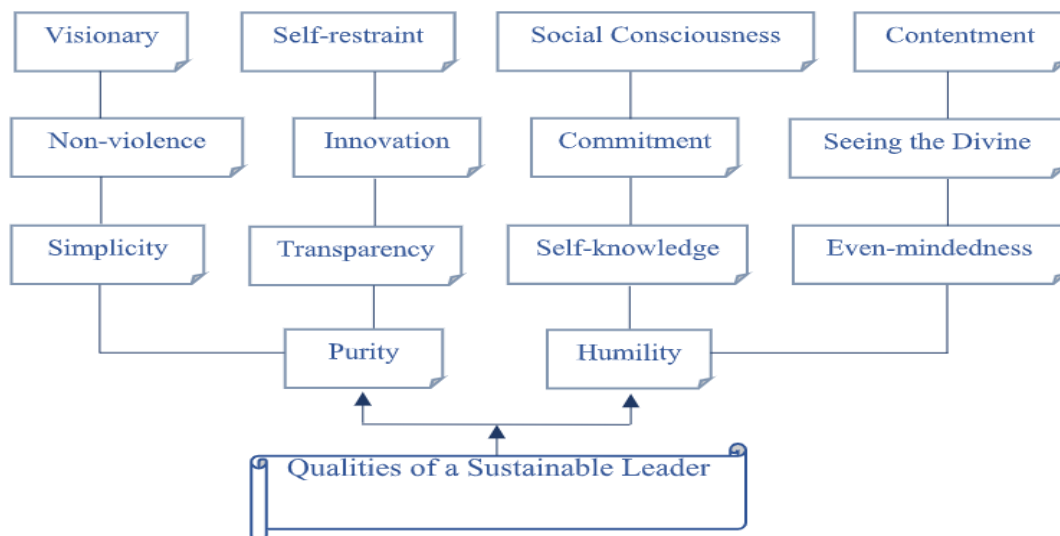 Visionary
Self-restraint
Social Consciousness
Contentment
Non-violence
Innovation
Commitment
Seeing the Divine
Simplicity
Transparency
Self-knowledge
Even-mindedness
Purity
Humility
Qualities of a Sustainable Leader